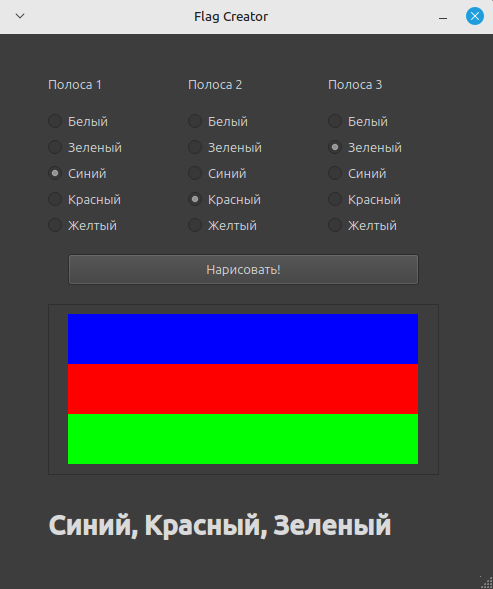 Flag Creator
Полоса 1 Полоса 2 Полоса 3
Белый Белый Белый
Зеленый Зеленый Зеленый
Синий Синий Синий
Красный Красный Красный
Желтый Желтый Желтый
Нарисовать!
Синий, Красный, Зеленый